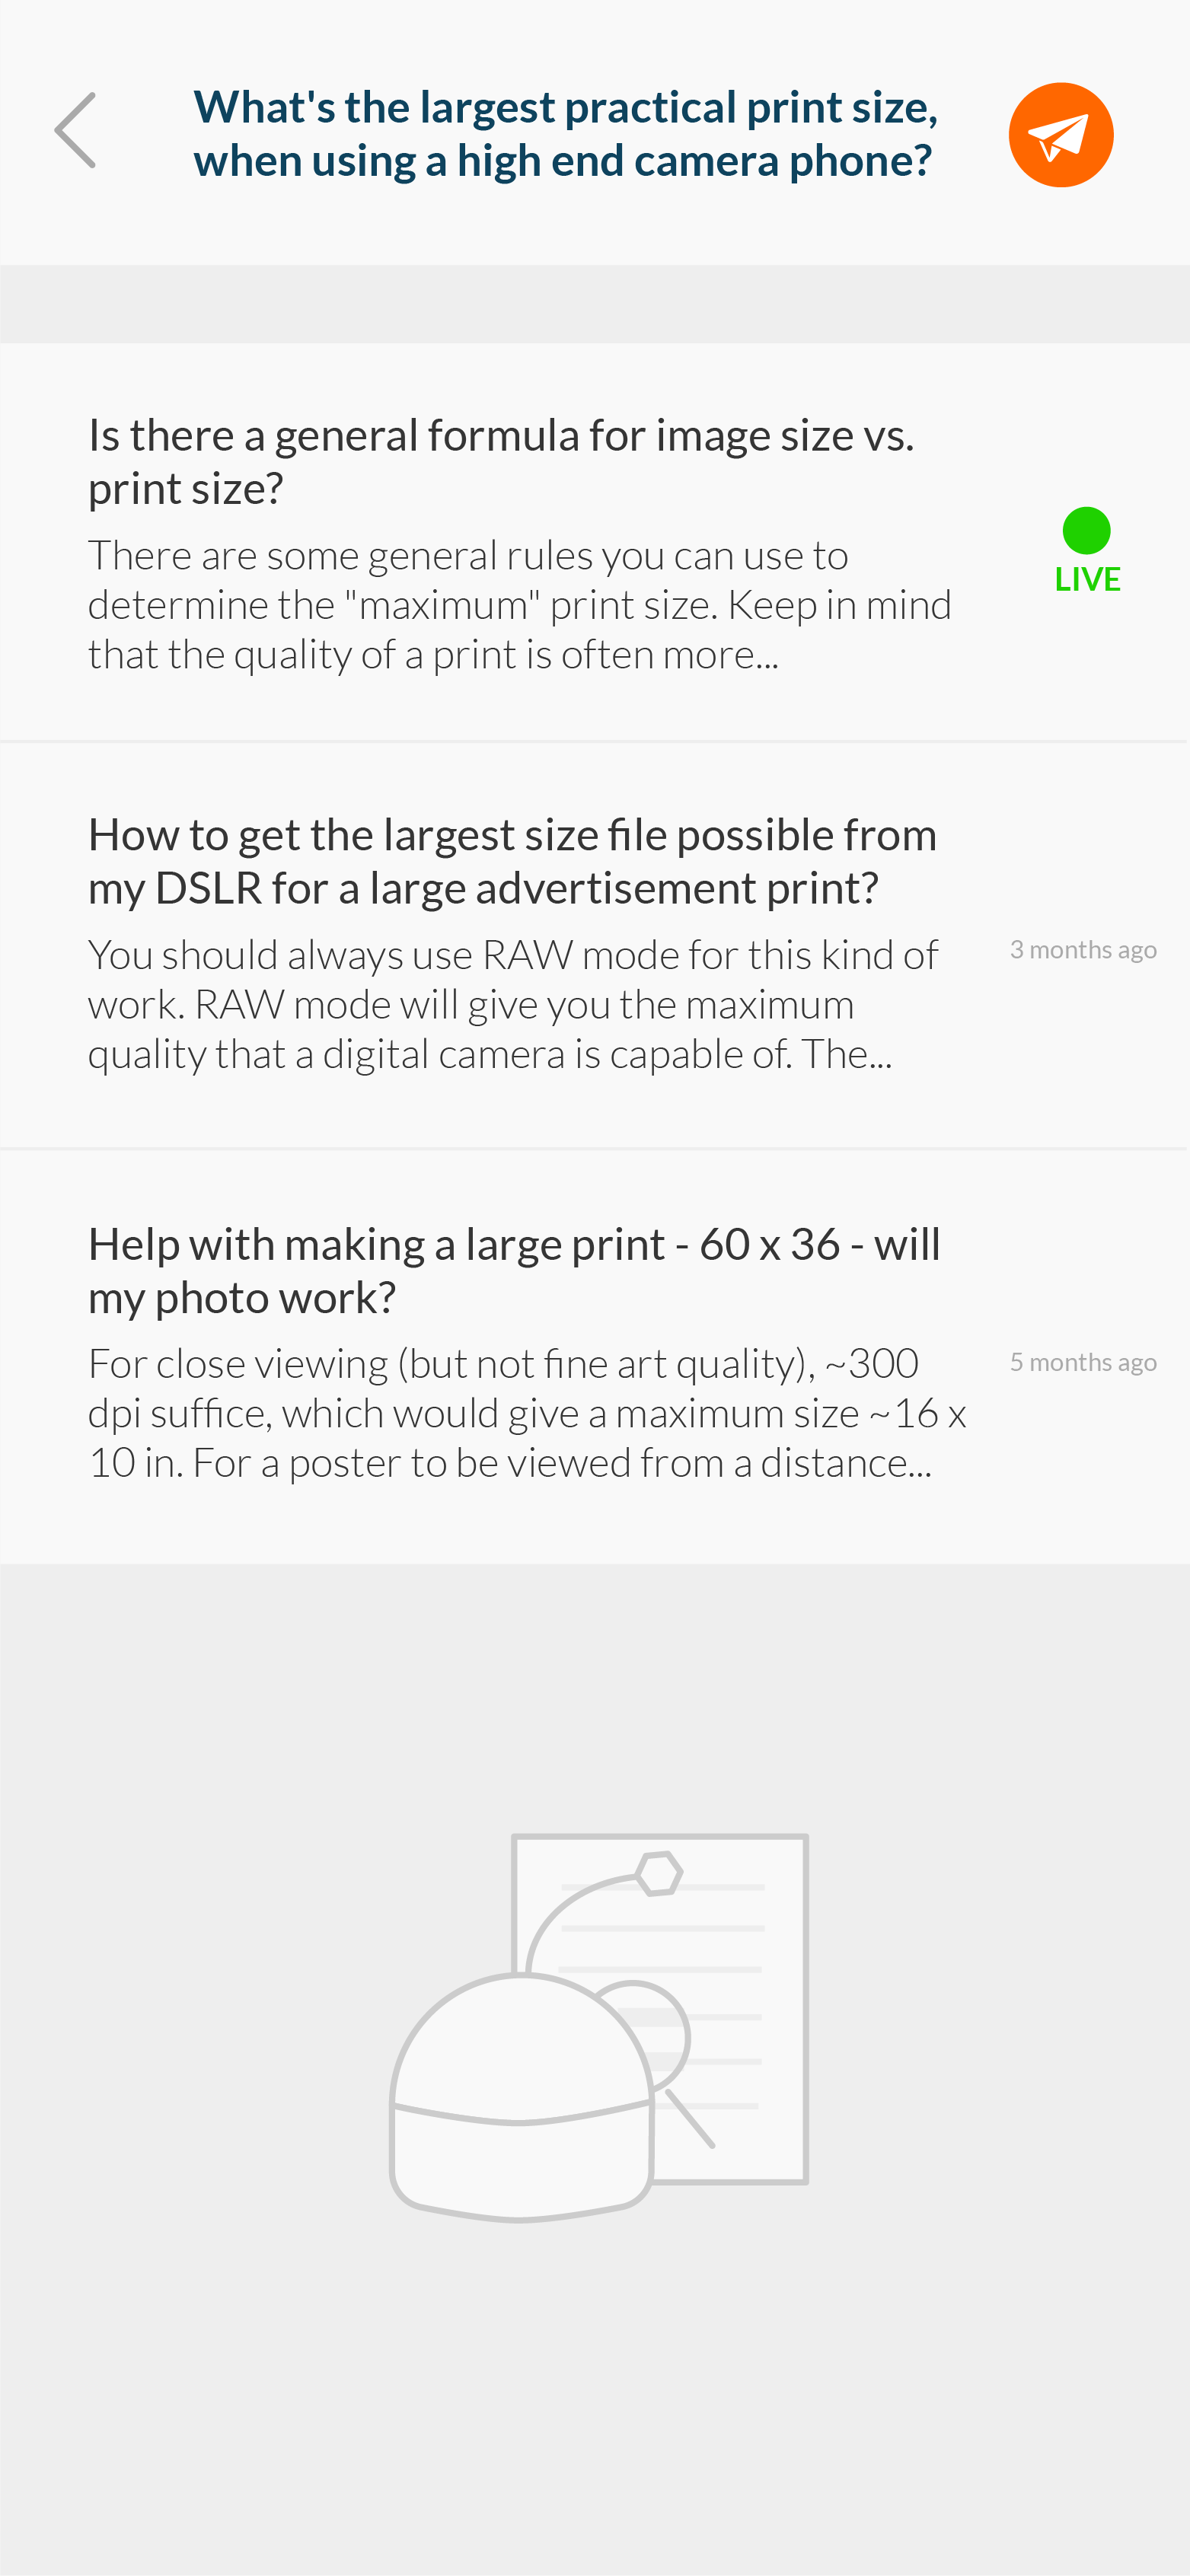 What's the largest practical print size,
when using a high end camera phone?
Is there a general formula for image size vs.
print size?
There are some general rules you can use to
determine the "maximum" print size. Keep in mind
that the quality of a print is often more...
LIVE
How to get the largest size file possible from
my DSLR for a large advertisement print?
You should always use RAW mode for this kind of
work. RAW mode will give you the maximum
quality that a digital camera is capable of. The...
3 months ago
Help with making a large print - 60 x 36 - will
my photo work?
For close viewing (but not fine art quality), ~300
dpi suffice, which would give a maximum size ~16 x
10 in. For a poster to be viewed from a distance...
5 months ago